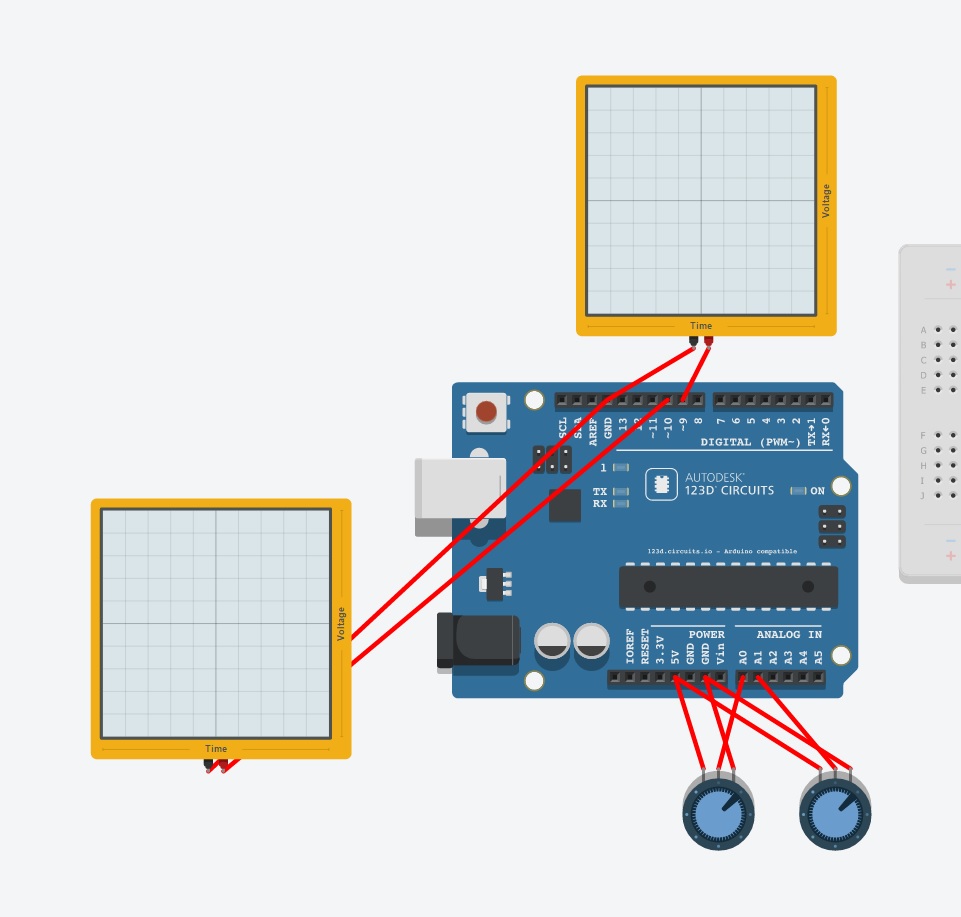 Voltage
Time
A
B
C
D
E
F
G
H
I
J
SCL
SDA
AREF
GND
13
12
~11
~10
~9
8
7
6
5
4
3
2
TX→1
RX←0
DIGITAL (PWM~)
1
TX
RX
AUTODESK®
123D® CIRCUITS
ON
123d.circuits.io - Arduino compatible
Voltage
Time
POWER
ANALOG IN
IOREF
RESET
3.3V
5V
GND
GND
Vin
A0
A1
A2
A3
A4
A5